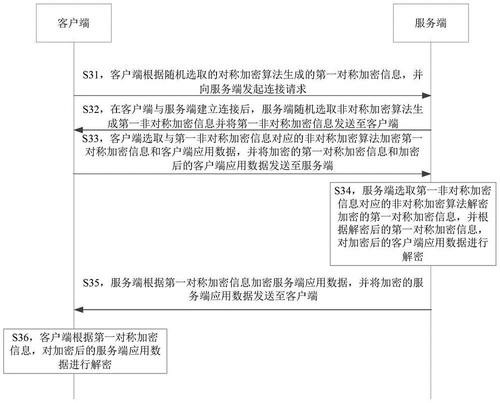 客户端
服务端
S31，客户端根据随机选取的对称加密算法生成的第一对称加密信息，并
向服务端发起连接请求
S32，在客户端与服务端建立连接后，服务端随机选取非对称加密算法生
成第一非对称加密信息并将第一非对称加密信息发送至客户端
S33，客户端选取与第一非对称加密信息对应的非对称加密算法加密第一
对称加密信息和客户端应用数据，并将加密的第一对称加密信息和加密
后的客户端应用数据发送至服务端
S34，服务端选取第一非对称加密
信息对应的非对称加密算法解密
加密的第一对称加密信息，并根
据解密后的第一对称加密信息，
对加密后的客户端应用数据进行
解密
S35，服务端根据第一对称加密信息加密服务端应用数据，并将加密的服
务端应用数据发送至客户端
S36，客户端根据第一对称加密
信息，对加密后的服务端应用数
据进行解密